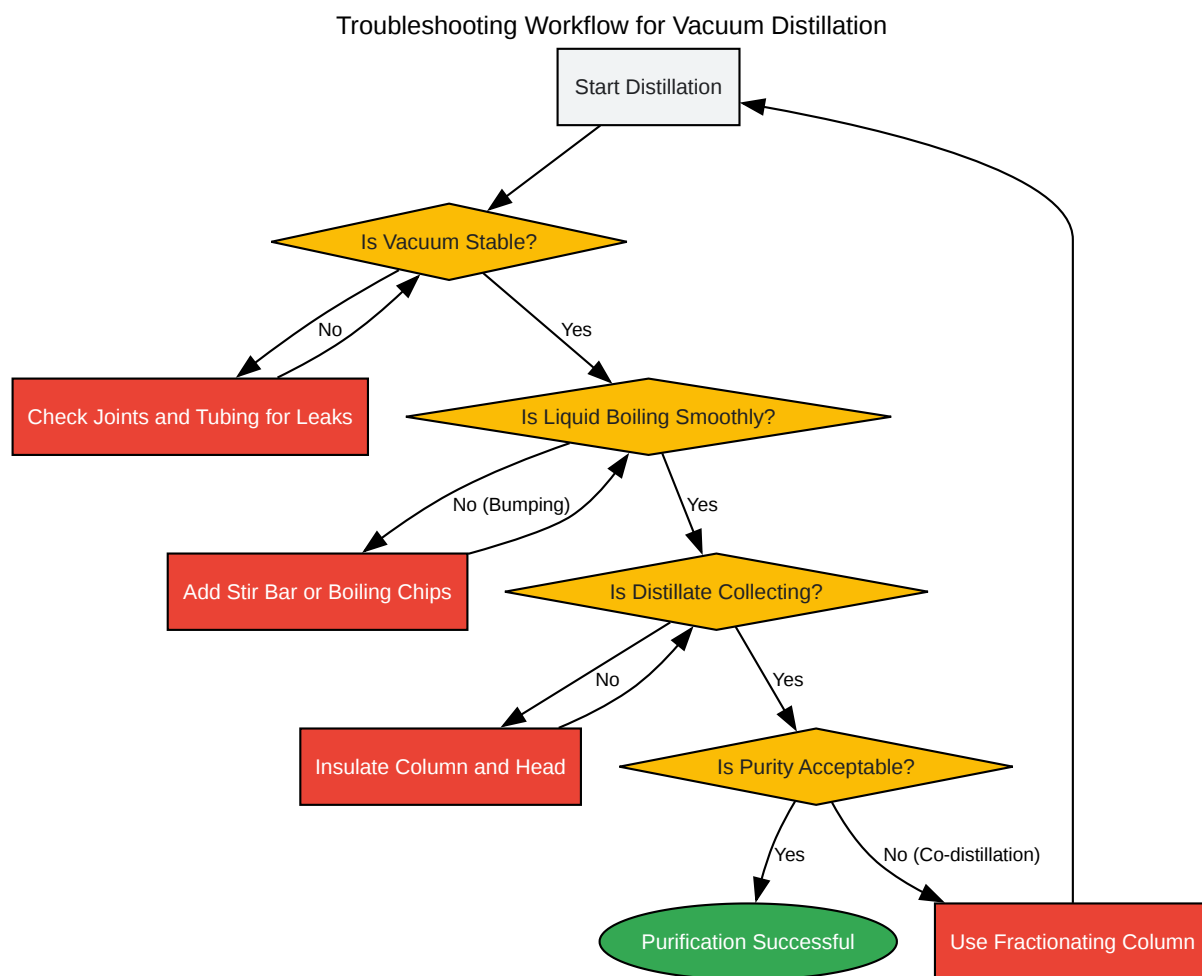 Troubleshooting Workflow for Vacuum Distillation
Start Distillation
Is Vacuum Stable?
No
Yes
Check Joints and Tubing for Leaks
Is Liquid Boiling Smoothly?
No (Bumping)
Yes
Add Stir Bar or Boiling Chips
Is Distillate Collecting?
No
Yes
Insulate Column and Head
Is Purity Acceptable?
Yes
No (Co-distillation)
Purification Successful
Use Fractionating Column